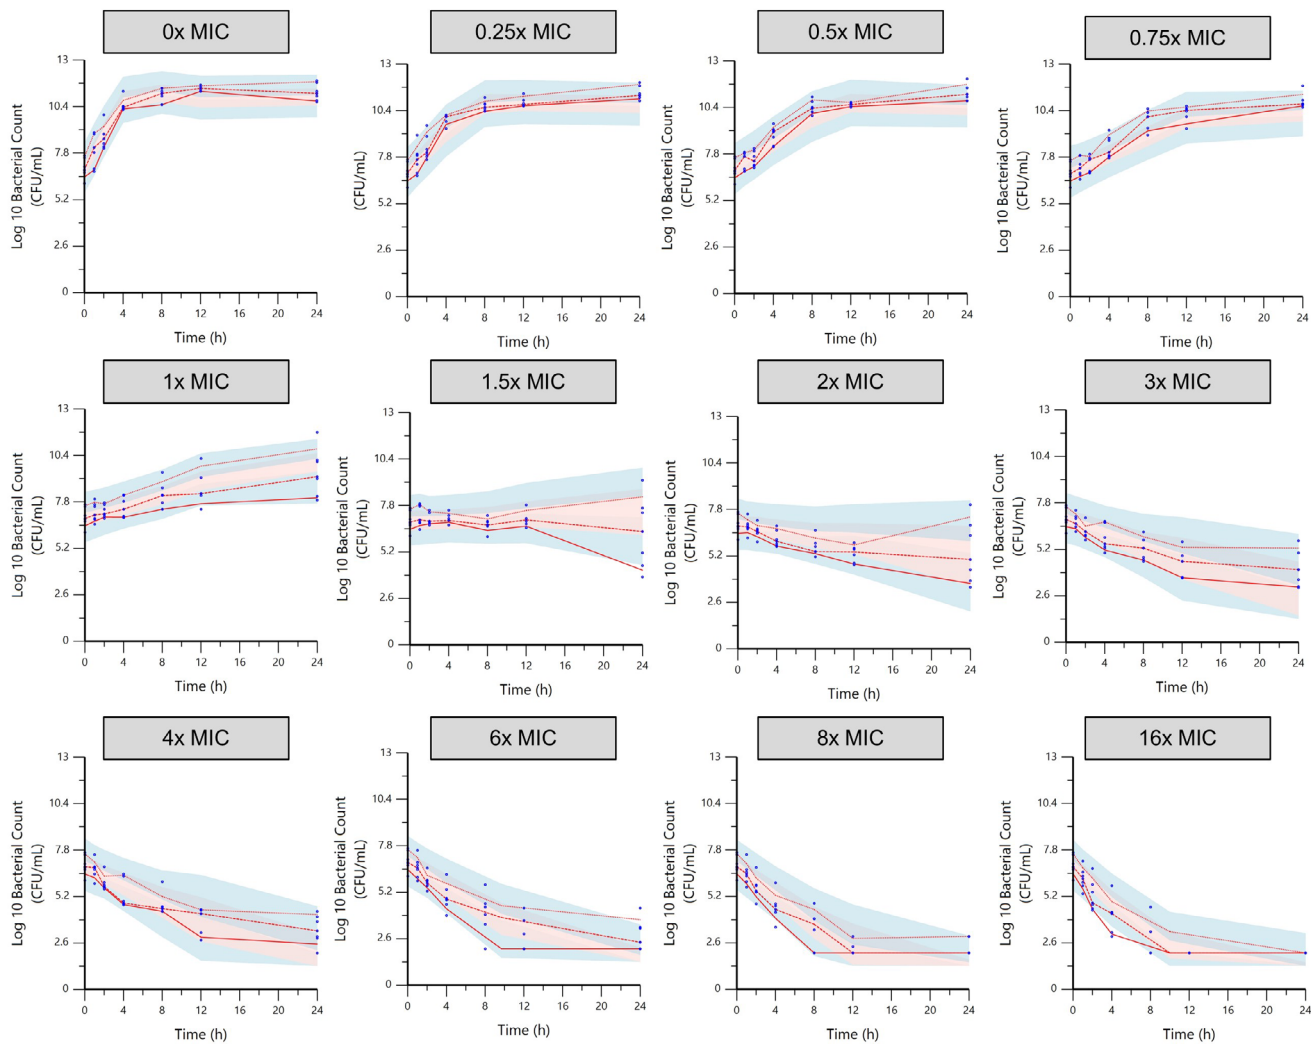 0x MIC
Log 10 Bacterial Count
(CFU/mL)
13
10.4
7.8
5.2
2.6
0
0 4 8 12 16 20 24
Time (h)
0.25x MIC
(CFU/mL)
13
10.4
7.8
5.2
2.6
0
0 4 8 12 16 20 24
Time (h)
0.5x MIC
Log 10 Bacterial Count
(CFU/mL)
13
10.4
7.8
5.2
2.6
0
0 4 8 12 16 20 24
Time (h)
0.75x MIC
Log 10 Bacterial Count
(CFU/mL)
13
10.4
7.8
5.2
2.6
0
0 4 8 12 16 20 24
Time (h)
1x MIC
Log 10 Bacterial Count
(CFU/mL)
13
10.4
7.8
5.2
2.6
0
0 4 8 12 16 20 24
Time (h)
1.5x MIC
Log 10 Bacterial Count
(CFU/mL)
13
10.4
7.8
5.2
2.6
0
0 4 8 12 16 20 24
Time (h)
2x MIC
Log 10 Bacterial Count
(CFU/mL)
13
10.4
7.8
5.2
2.6
0
0 4 8 12 16 20 24
Time (h)
3x MIC
Log 10 Bacterial Count
(CFU/mL)
13
10.4
7.8
5.2
2.6
0
0 4 8 12 16 20 24
Time (h)
4x MIC
Log 10 Bacterial Count
(CFU/mL)
13
10.4
7.8
5.2
2.6
0
0 4 8 12 16 20 24
Time (h)
6x MIC
Log 10 Bacterial Count
(CFU/mL)
13
10.4
7.8
5.2
2.6
0
0 4 8 12 16 20 24
Time (h)
8x MIC
Log 10 Bacterial Count
(CFU/mL)
13
10.4
7.8
5.2
2.6
0
0 4 8 12 16 20 24
Time (h)
16x MIC
Log 10 Bacterial Count
(CFU/mL)
13
10.4
7.8
5.2
2.6
0
0 4 8 12 16 20 24
Time (h)